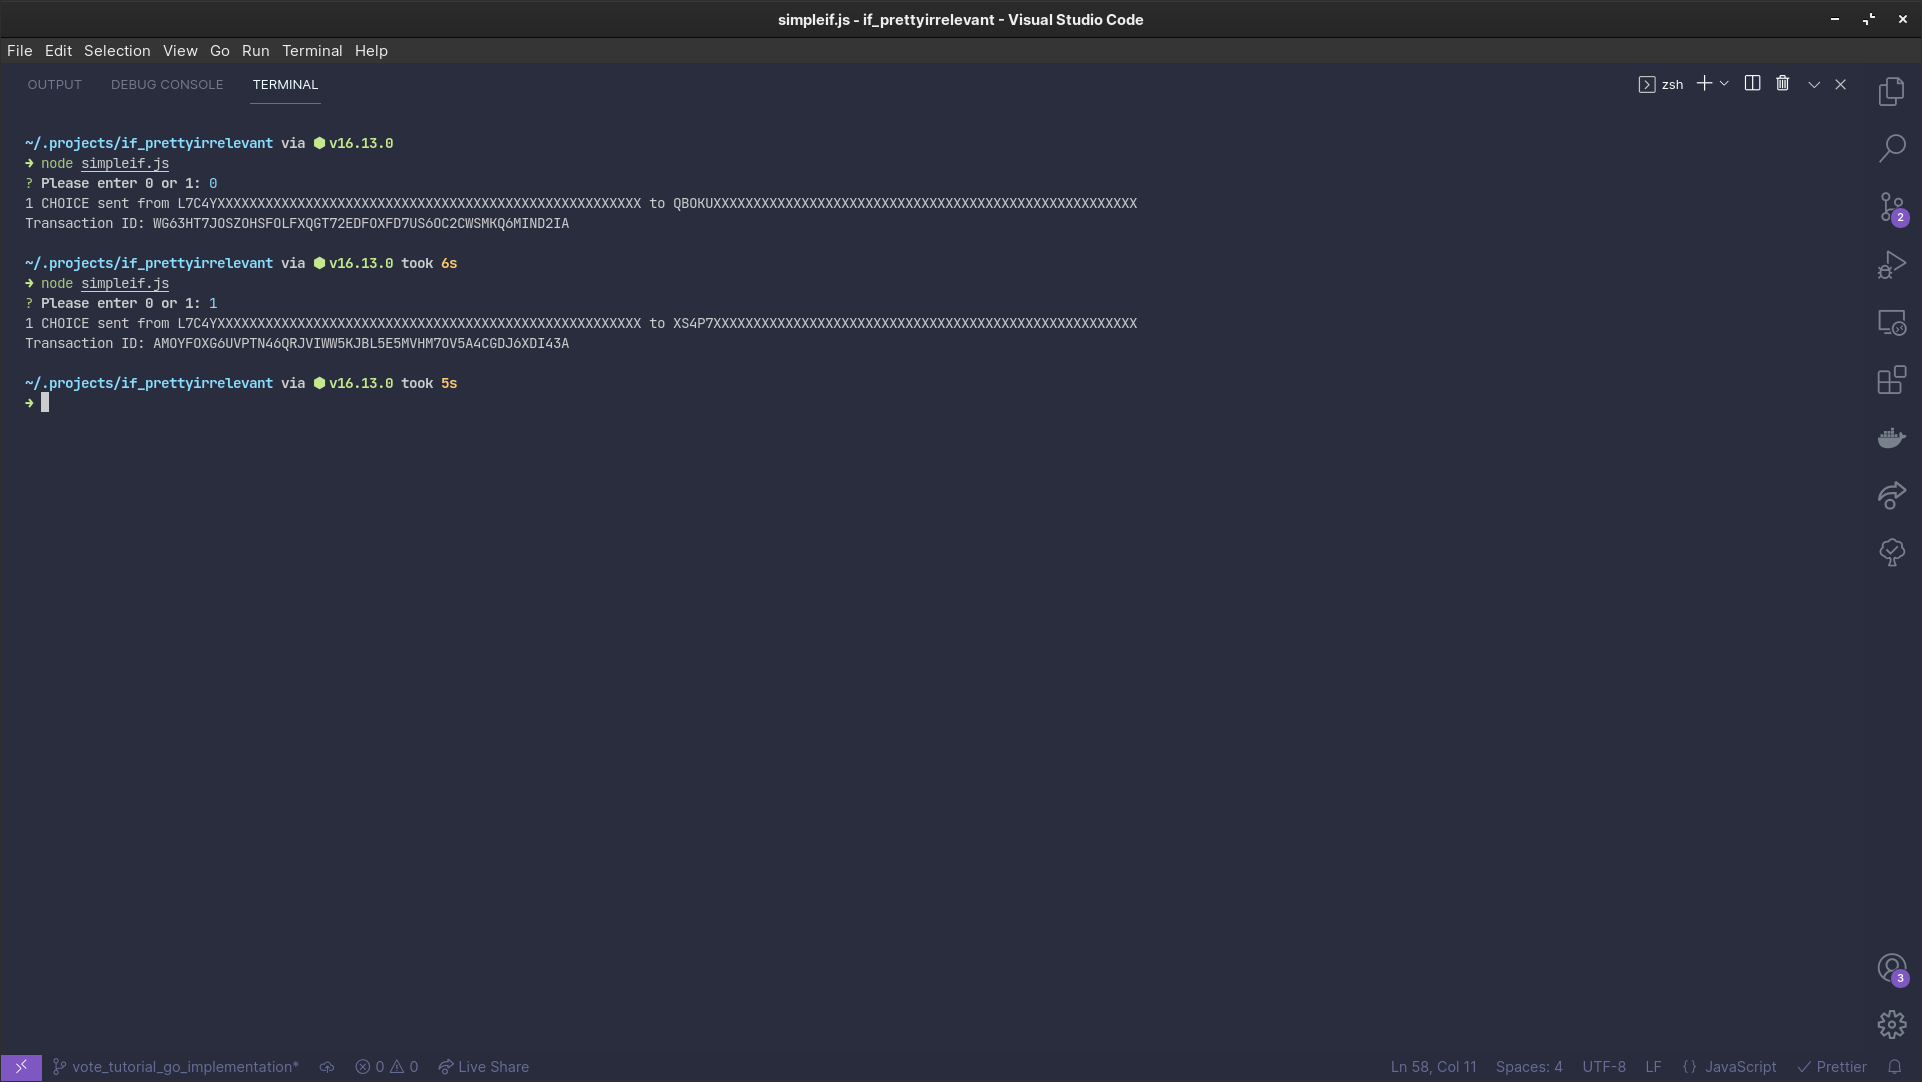 simpleif.js - if_prettyirrelevant - Visual Studio Code
File Edit Selection View Go Run Terminal Help
OUTPUT DEBUG CONSOLE TERMINAL
zsh
~/.projects/if_prettyirrelevant via v16.13.0
➜ node simpleif.js
? Please enter 0 or 1: 0
1 CHOICE sent from L7C4YXXXXXXXXXXXXXXXXXXXXXXXXXXXXXXXXXXXXXXXXXXXXXXXXXXXXX to QBOKUXXXXXXXXXXXXXXXXXXXXXXXXXXXXXXXXXXXXXXXXXXXXXXXXXXXXX
Transaction ID: WG63HT7JOSZOHSFOLFXQGT72EDFOXFD7US6OC2CWSMKQ6MIND2IA
~/.projects/if_prettyirrelevant via v16.13.0 took 6s
➜ node simpleif.js
? Please enter 0 or 1: 1
1 CHOICE sent from L7C4YXXXXXXXXXXXXXXXXXXXXXXXXXXXXXXXXXXXXXXXXXXXXXXXXXXXXX to XS4P7XXXXXXXXXXXXXXXXXXXXXXXXXXXXXXXXXXXXXXXXXXXXXXXXXXXXX
Transaction ID: AMOYFOXG6UVPTN46QRJVIWW5KJBL5E5MVHM7OV5A4CGDJ6XDI43A
~/.projects/if_prettyirrelevant via v16.13.0 took 5s
➜
2
3
vote_tutorial_go_implementation* 0 0 Live Share Ln 58, Col 11 Spaces: 4 UTF-8 LF {} JavaScript Prettier